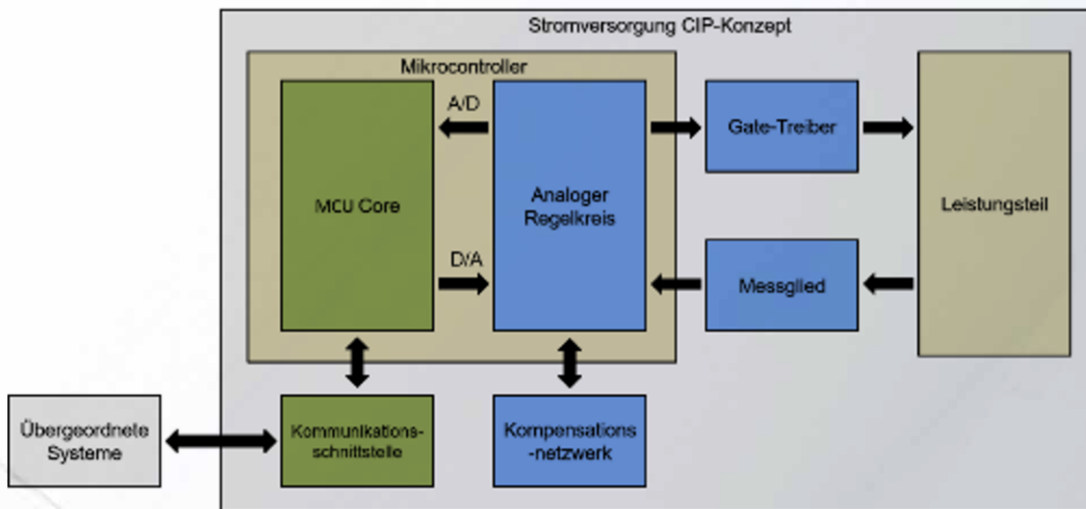 Stromversorgung CIP-Konzept
Mikrocontroller
A/D
MCU Core
D/A
Analoger
Regelkreis
Gate-Treiber
Messglied
Leistungsteil
Übergeordnete
Systeme
Kommunikations-
schnittstelle
Kompensations
-netzwerk